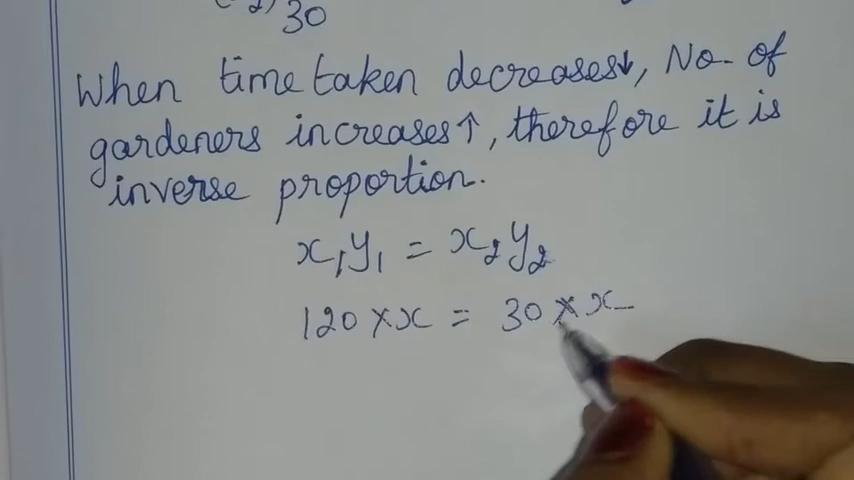 30
When time taken decreases↓, No. of
gardeners increases↑, therefore it is
inverse proportion.
x₁y₁ = x₂y₂
120 × x = 30 × x